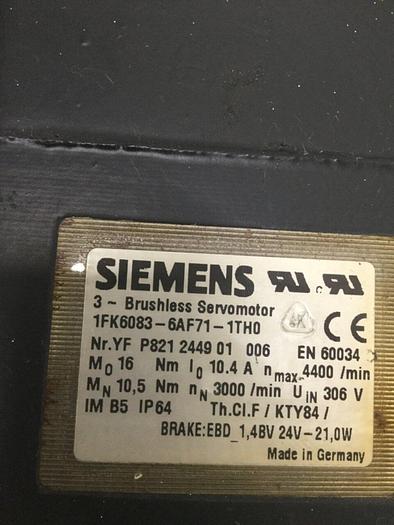 SIEMENS
3 ~ Brushless Servomotor
1FK6083-6AF71-1TH0
Nr.YF P821 2449 01 006 EN 60034
M0 16 Nm I0 10.4 A nmax 4400 /min
MN 10,5 Nm nN 3000 /min UIN 306 V
IM B5 IP64 Th.Cl.F / KTY84 /
BRAKE:EBD_1,4BV 24V-21,0W
Made in Germany